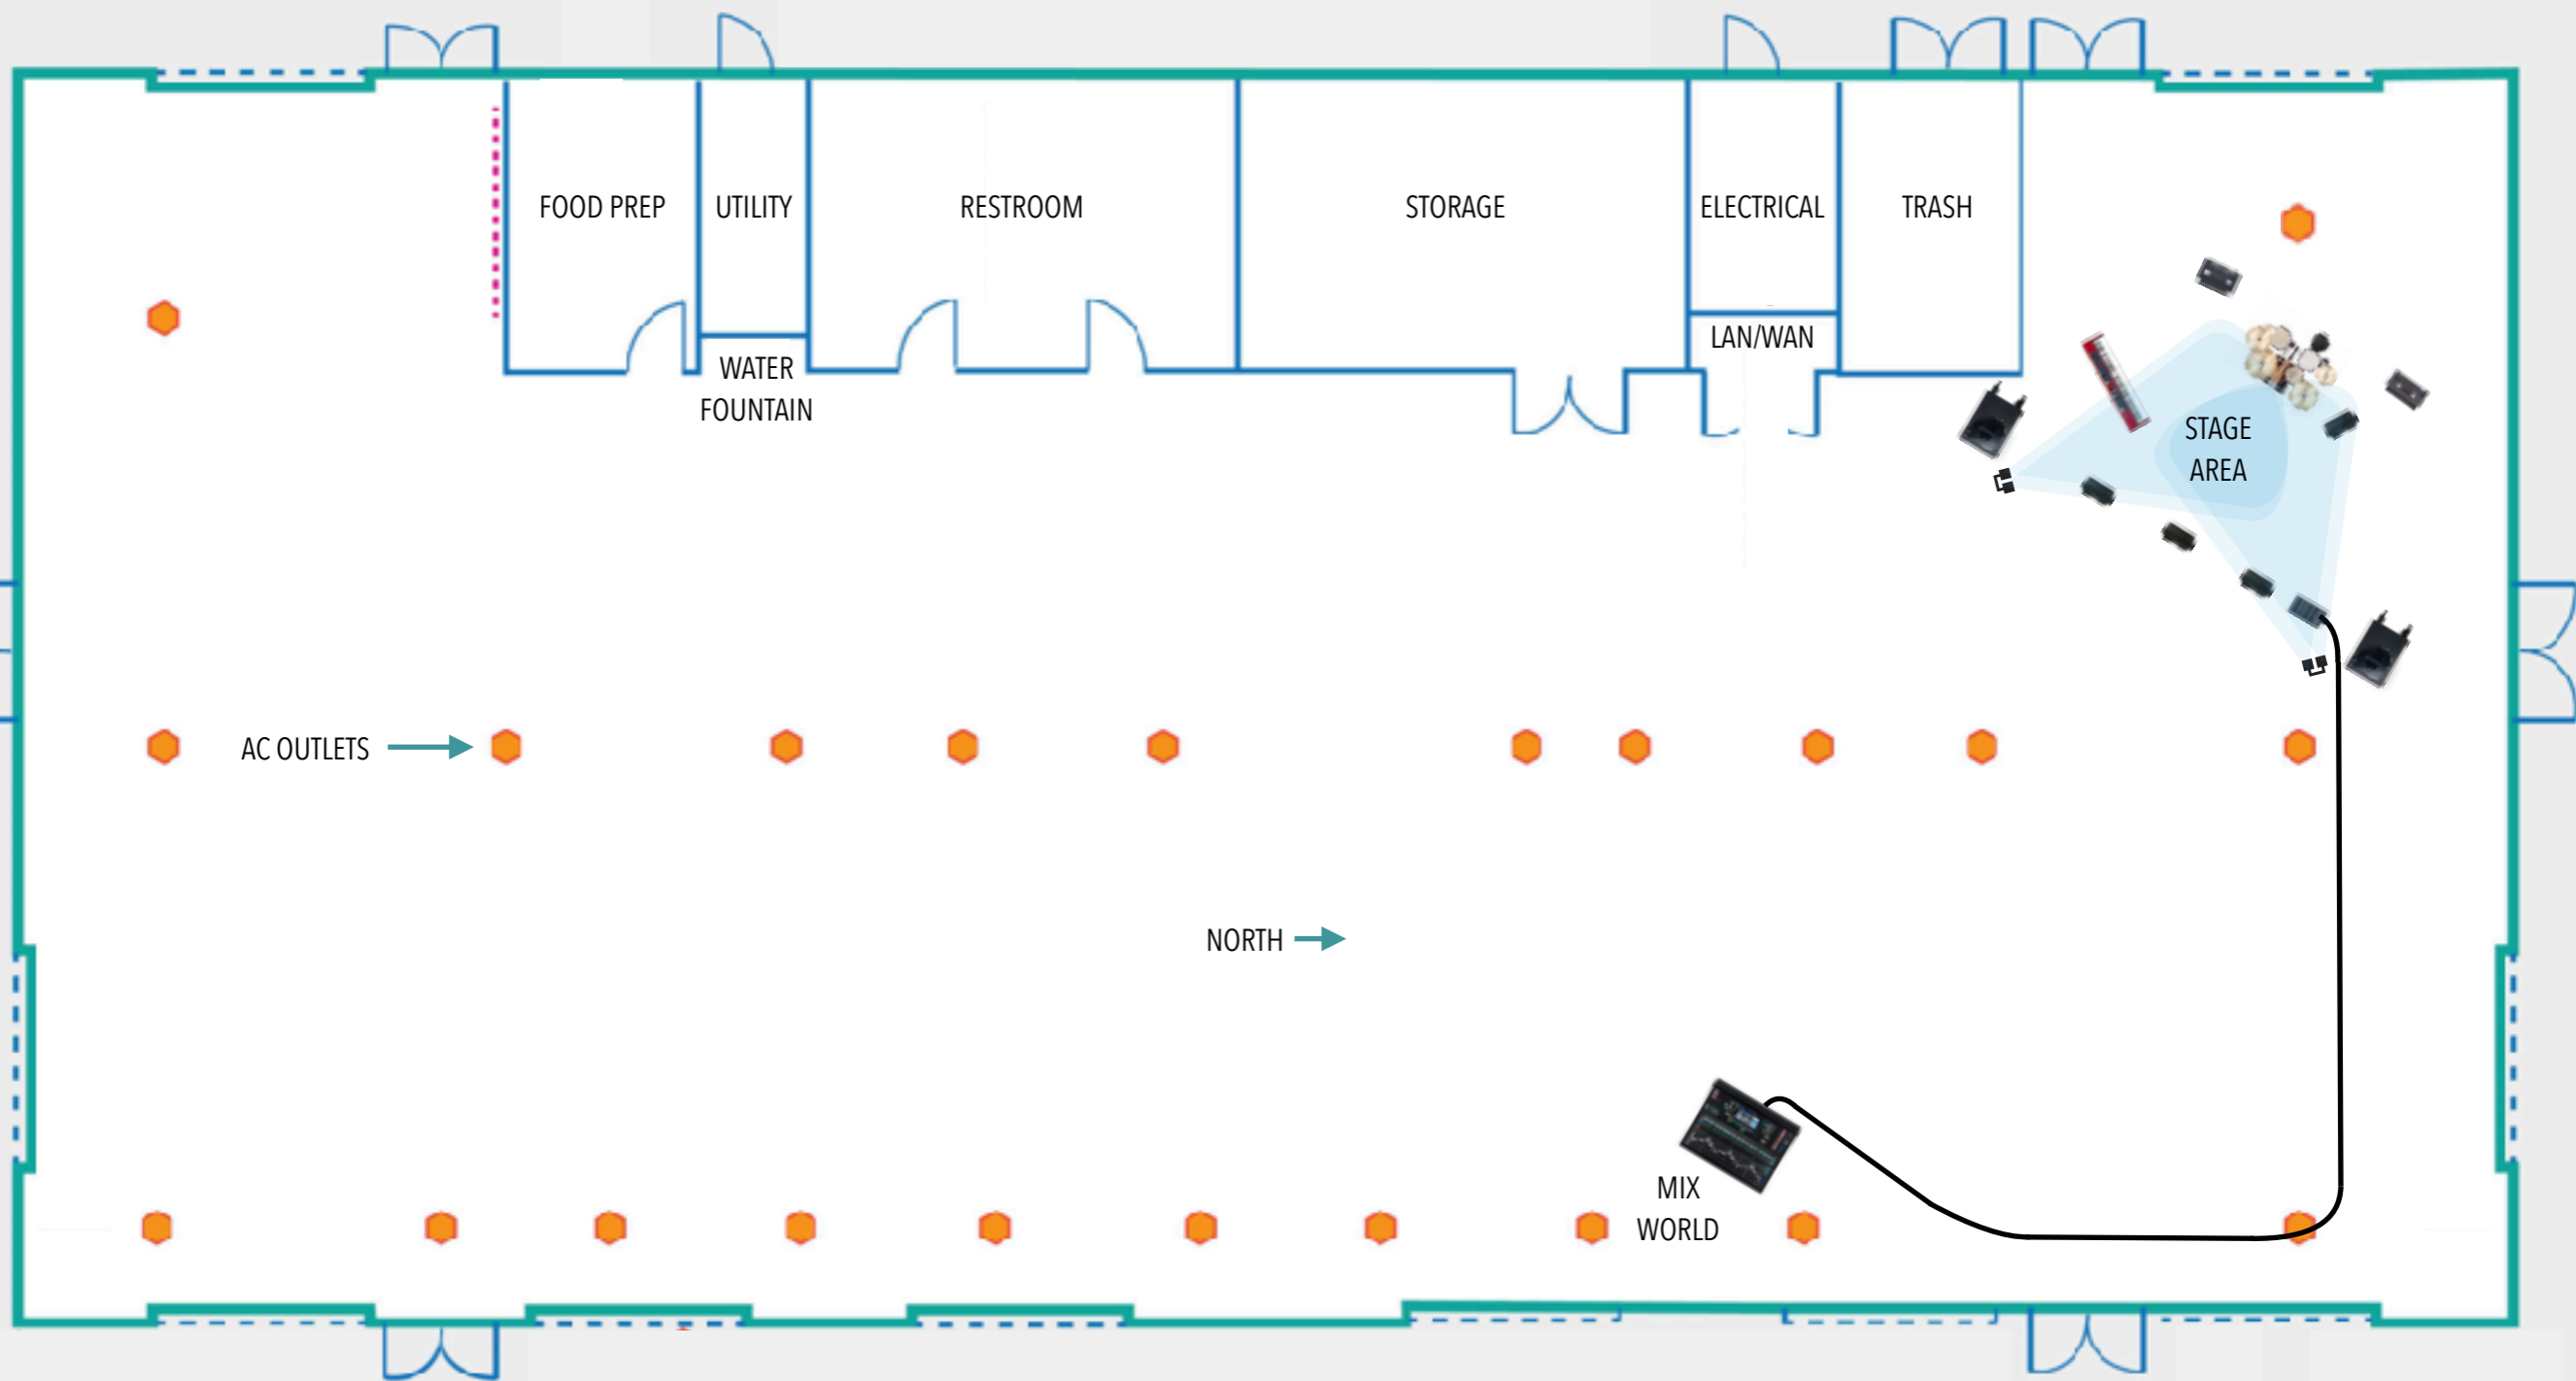 FOOD PREP
UTILITY
RESTROOM
STORAGE
ELECTRICAL
TRASH
LAN/WAN
WATER
FOUNTAIN
STAGE
AREA
AC OUTLETS
NORTH
MIX
WORLD